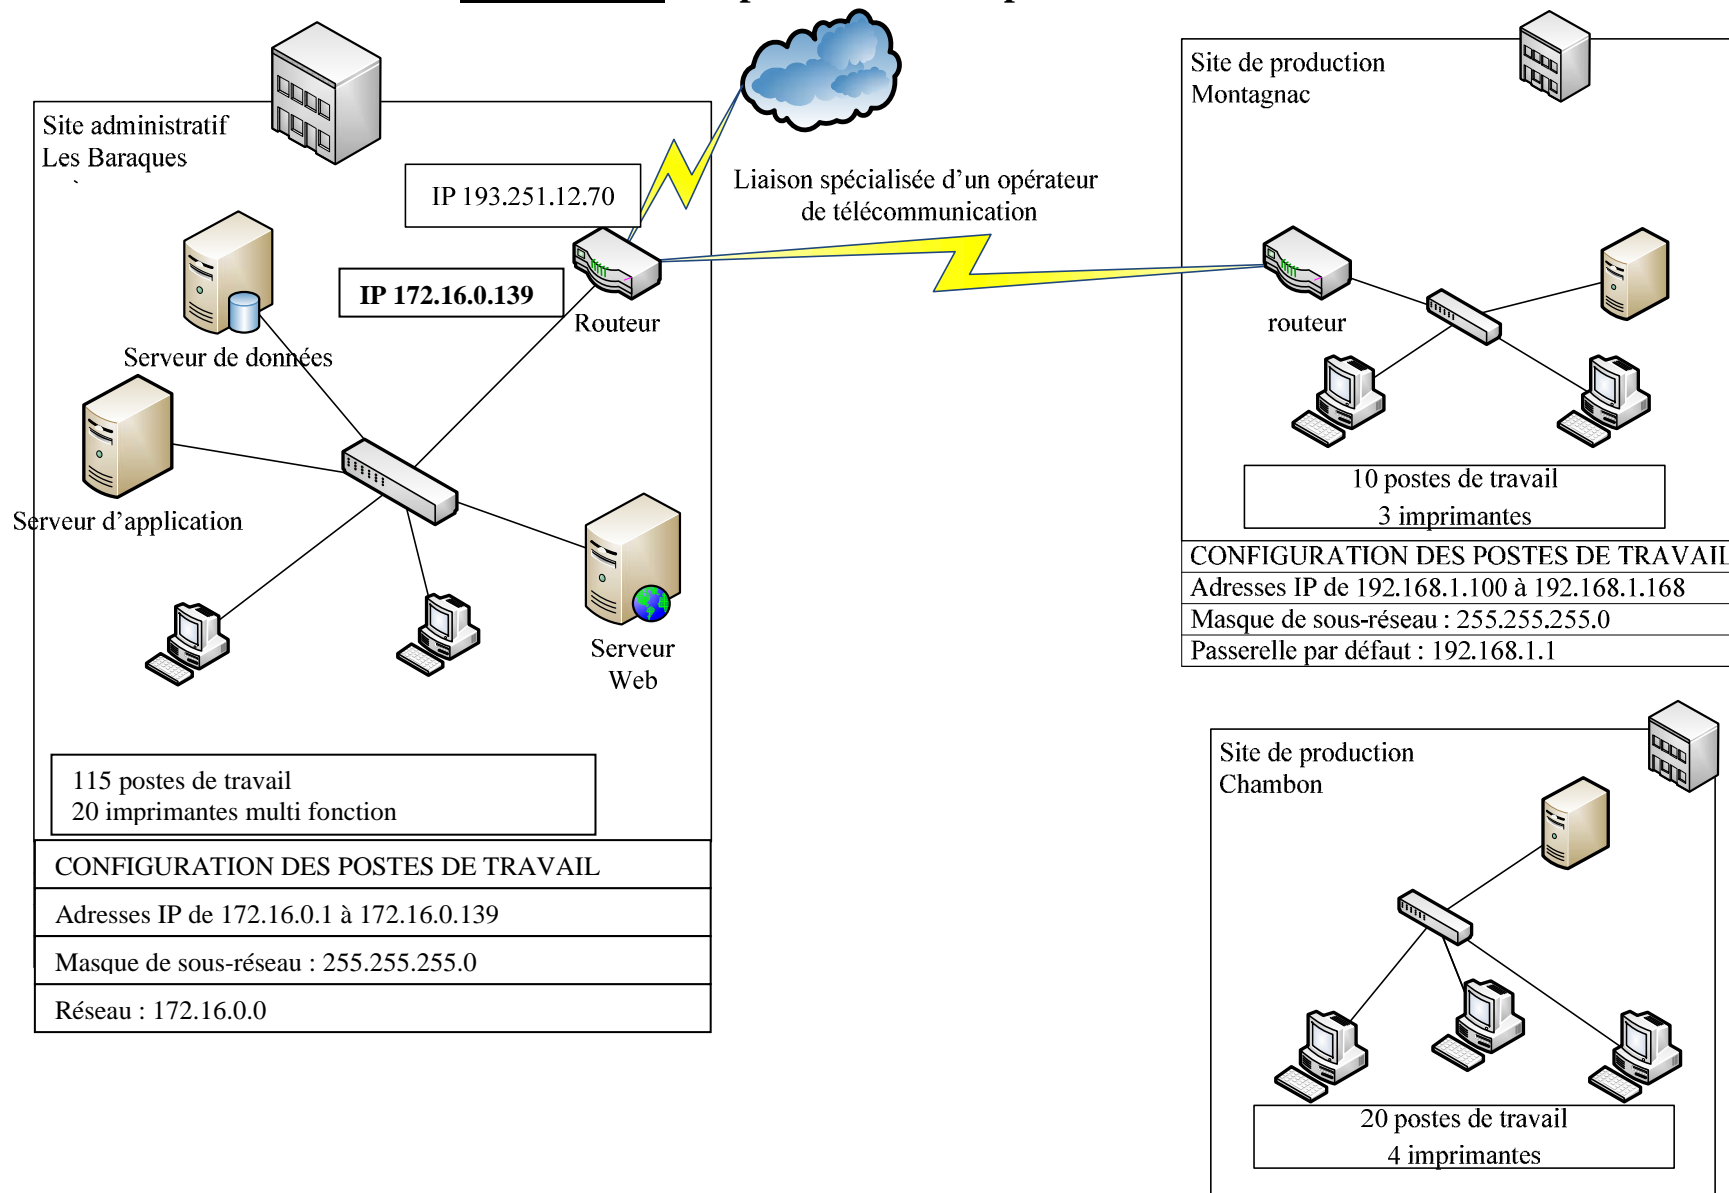 Site administratif
Les Baraques
IP 193.251.12.70
IP 172.16.0.139
Routeur
Serveur de données
Serveur d’application
Serveur
Web
115 postes de travail
20 imprimantes multi fonction
CONFIGURATION DES POSTES DE TRAVAIL
Adresses IP de 172.16.0.1 à 172.16.0.139
Masque de sous-réseau : 255.255.255.0
Réseau : 172.16.0.0
Liaison spécialisée d’un opérateur
de télécommunication
Site de production
Montagnac
routeur
10 postes de travail
3 imprimantes
CONFIGURATION DES POSTES DE TRAVAIL
Adresses IP de 192.168.1.100 à 192.168.1.168
Masque de sous-réseau : 255.255.255.0
Passerelle par défaut : 192.168.1.1
Site de production
Chambon
20 postes de travail
4 imprimantes